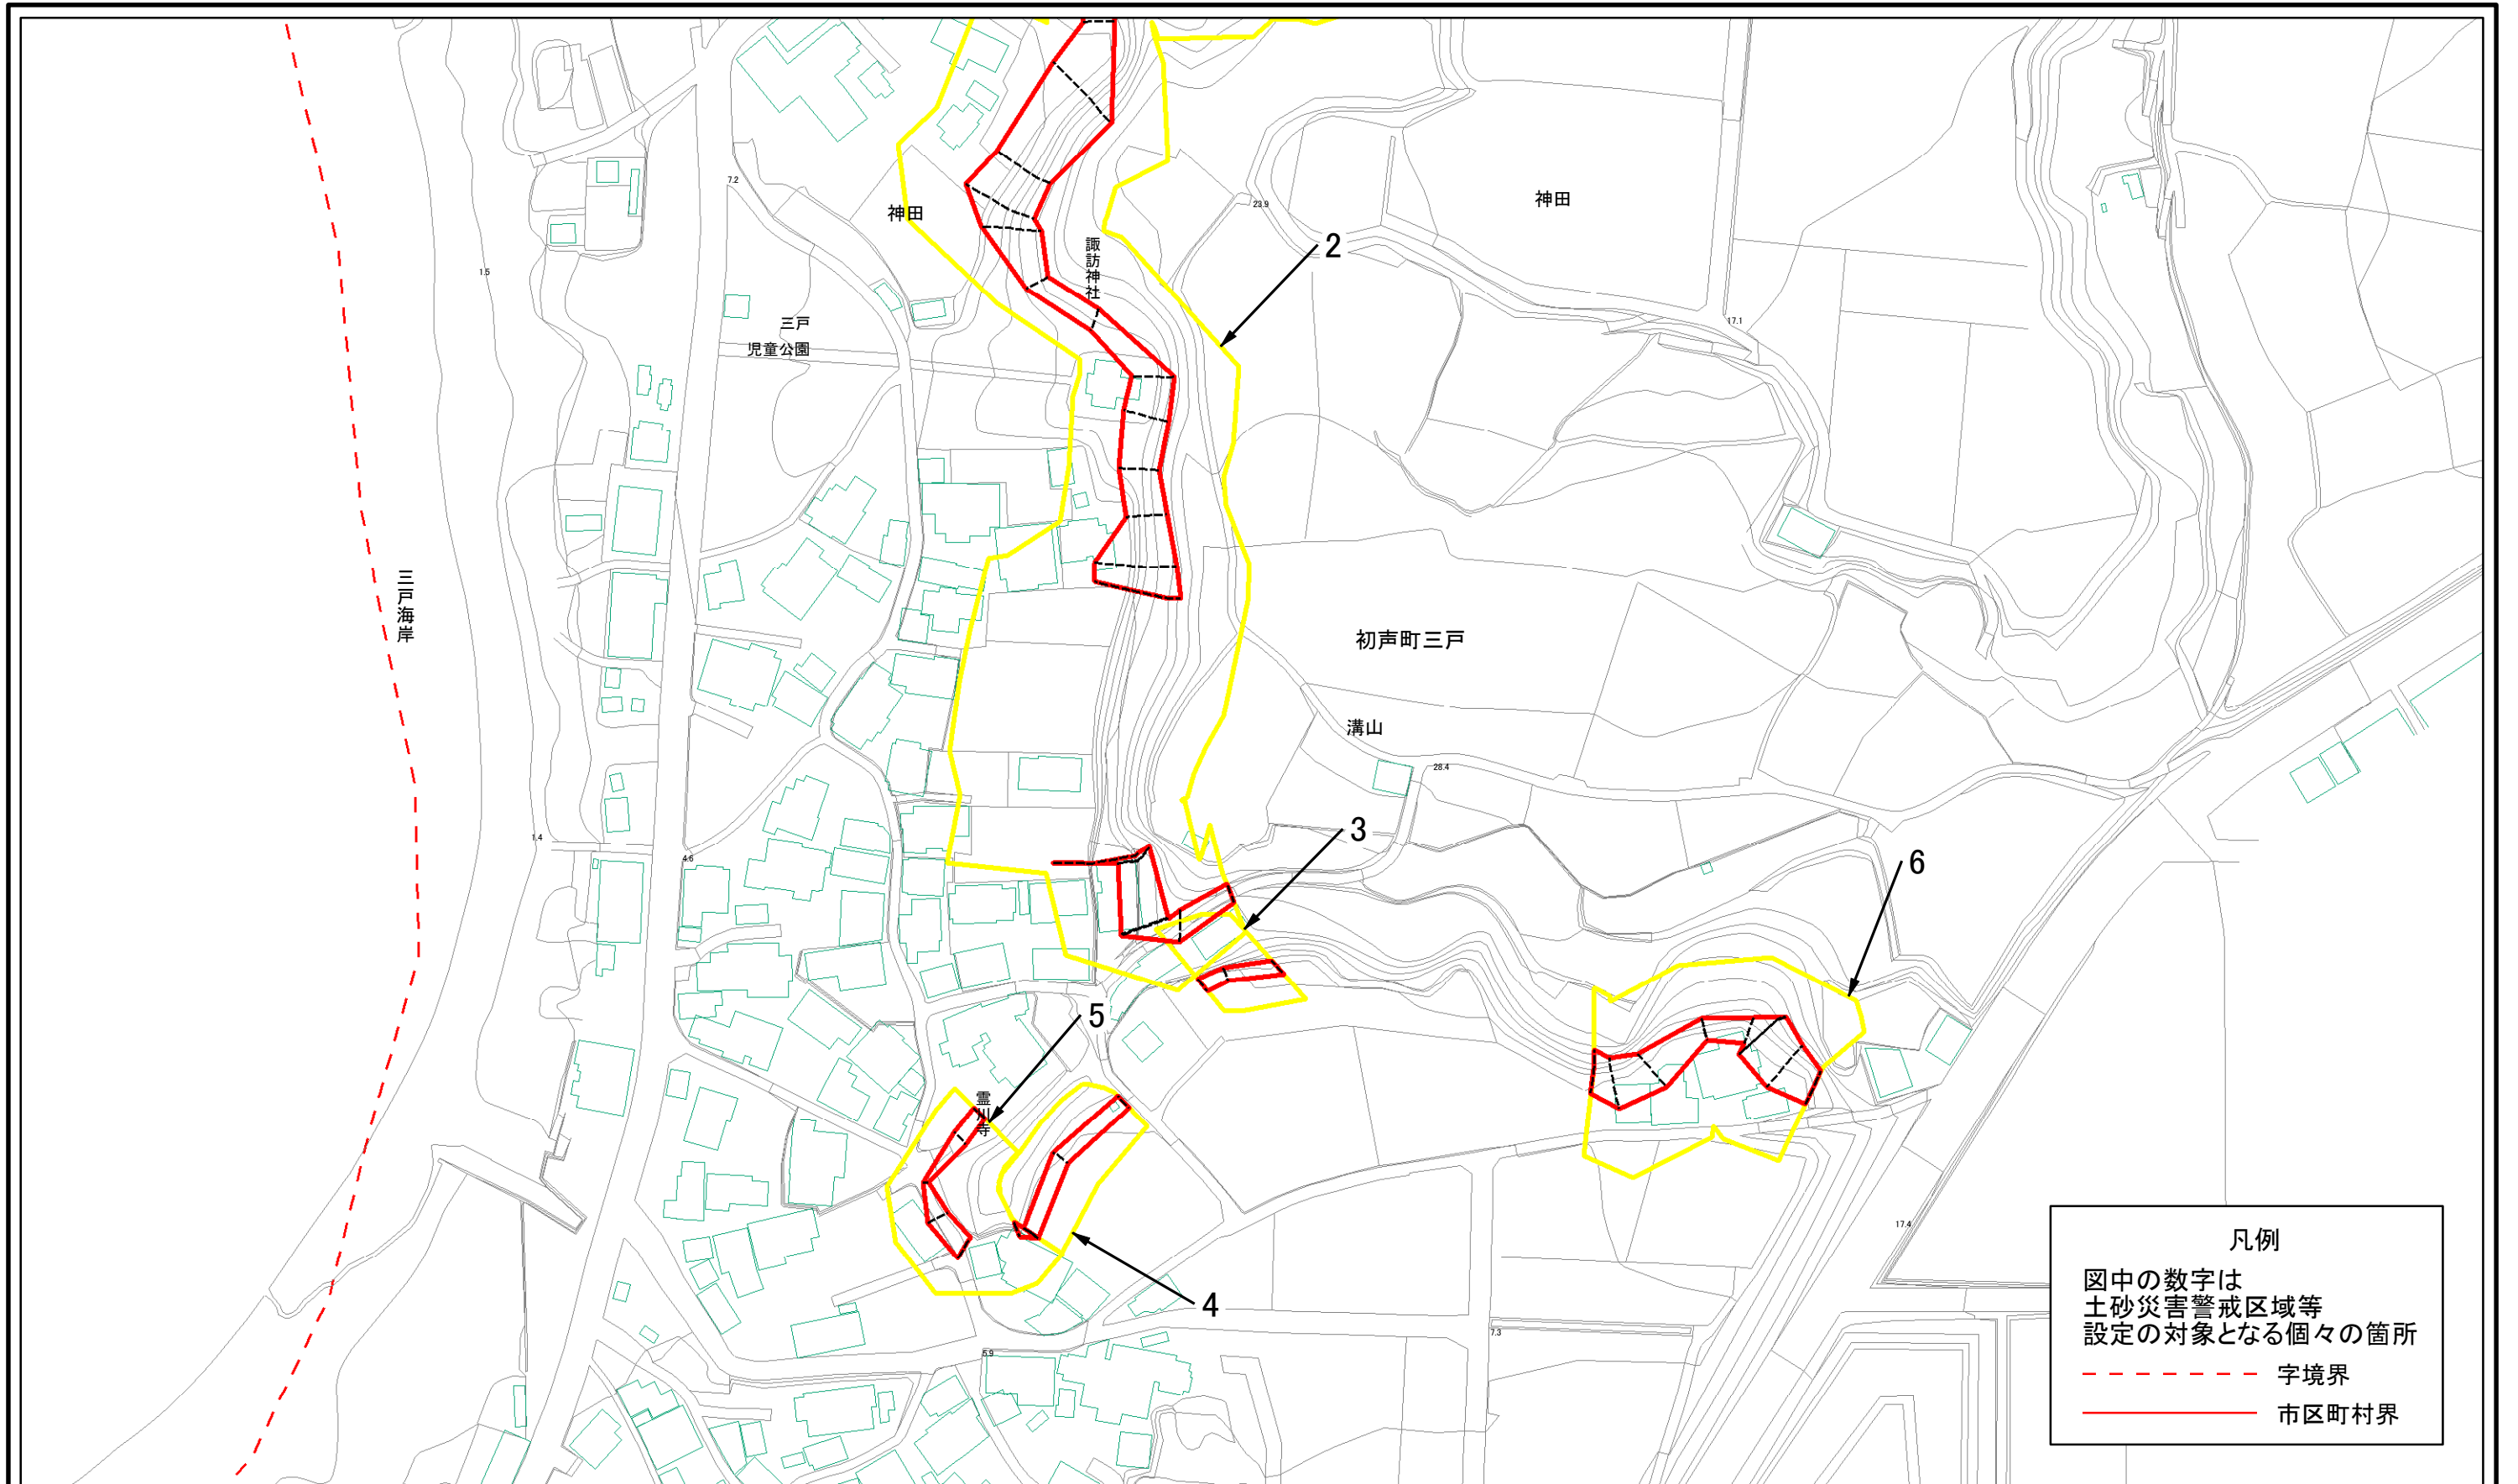 7.2
神田
23.9
神田
諏訪神社
2
1.5
三戸
児童公園
17.1
三戸海岸
初声町三戸
溝山
28.4
1.4
4.6
3
6
5
霊川寺
4
17.4
7.3
5.9
凡例
図中の数字は
土砂災害警戒区域等
設定の対象となる個々の箇所
字境界
市区町村界